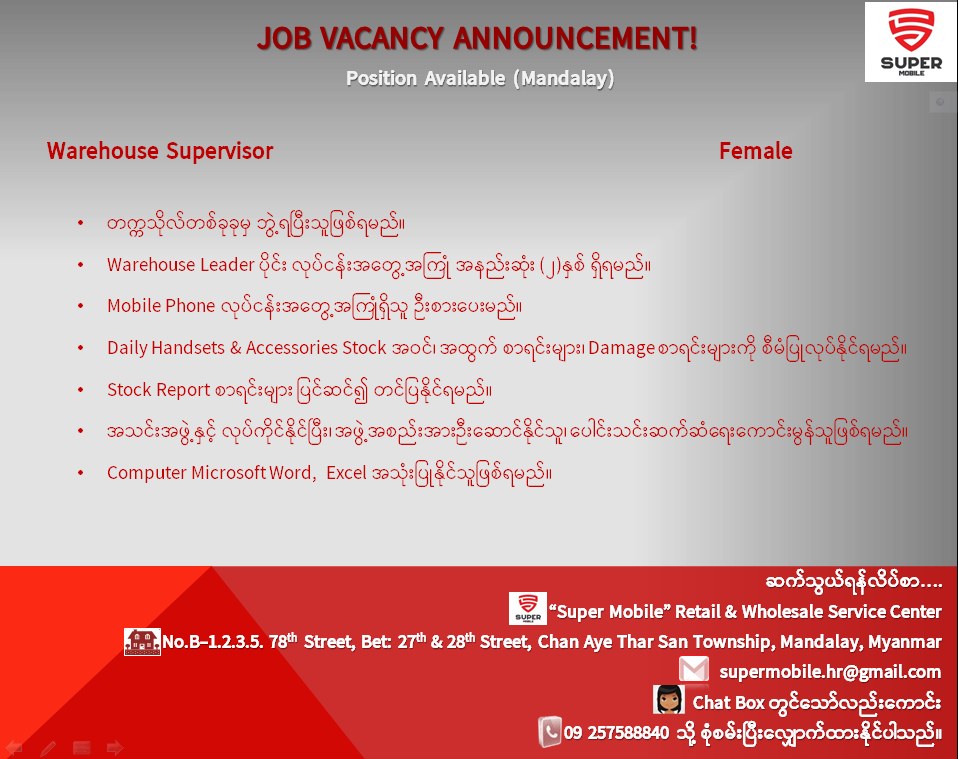 JOB VACANCY ANNOUNCEMENT!
SUPER
MOBILE
Position Available (Mandalay)
Warehouse Supervisor Female
• တက္ကသိုလ်တစ်ခုခုမှ ဘွဲ့ရပြီးသူဖြစ်ရမည်။
• Warehouse Leader ပိုင်း လုပ်ငန်းအတွေ့အကြုံ အနည်းဆုံး (၂)နှစ် ရှိရမည်။
• Mobile Phone လုပ်ငန်းအတွေ့အကြုံရှိသူ ဦးစားပေးမည်။
• Daily Handsets & Accessories Stock အဝင်၊ အထွက် စာရင်းများ၊ Damage စာရင်းများကို စီမံပြုလုပ်နိုင်ရမည်။
• Stock Report စာရင်းများ ပြင်ဆင်၍ တင်ပြနိုင်ရမည်။
• အသင်းအဖွဲ့နှင့် လုပ်ကိုင်နိုင်ပြီး၊ အဖွဲ့အစည်းအားဦးဆောင်နိုင်သူ၊ ပေါင်းသင်းဆက်ဆံရေးကောင်းမွန်သူဖြစ်ရမည်။
• Computer Microsoft Word, Excel အသုံးပြုနိုင်သူဖြစ်ရမည်။
ဆက်သွယ်ရန်လိပ်စာ....
SUPER
MOBILE
“Super Mobile” Retail & Wholesale Service Center
No.B–1.2.3.5. 78th Street, Bet: 27th & 28th Street, Chan Aye Thar San Township, Mandalay, Myanmar
supermobile.hr@gmail.com
Chat Box တွင်သော်လည်းကောင်း
09 257588840 သို့ စုံစမ်းပြီးလျှောက်ထားနိုင်ပါသည်။